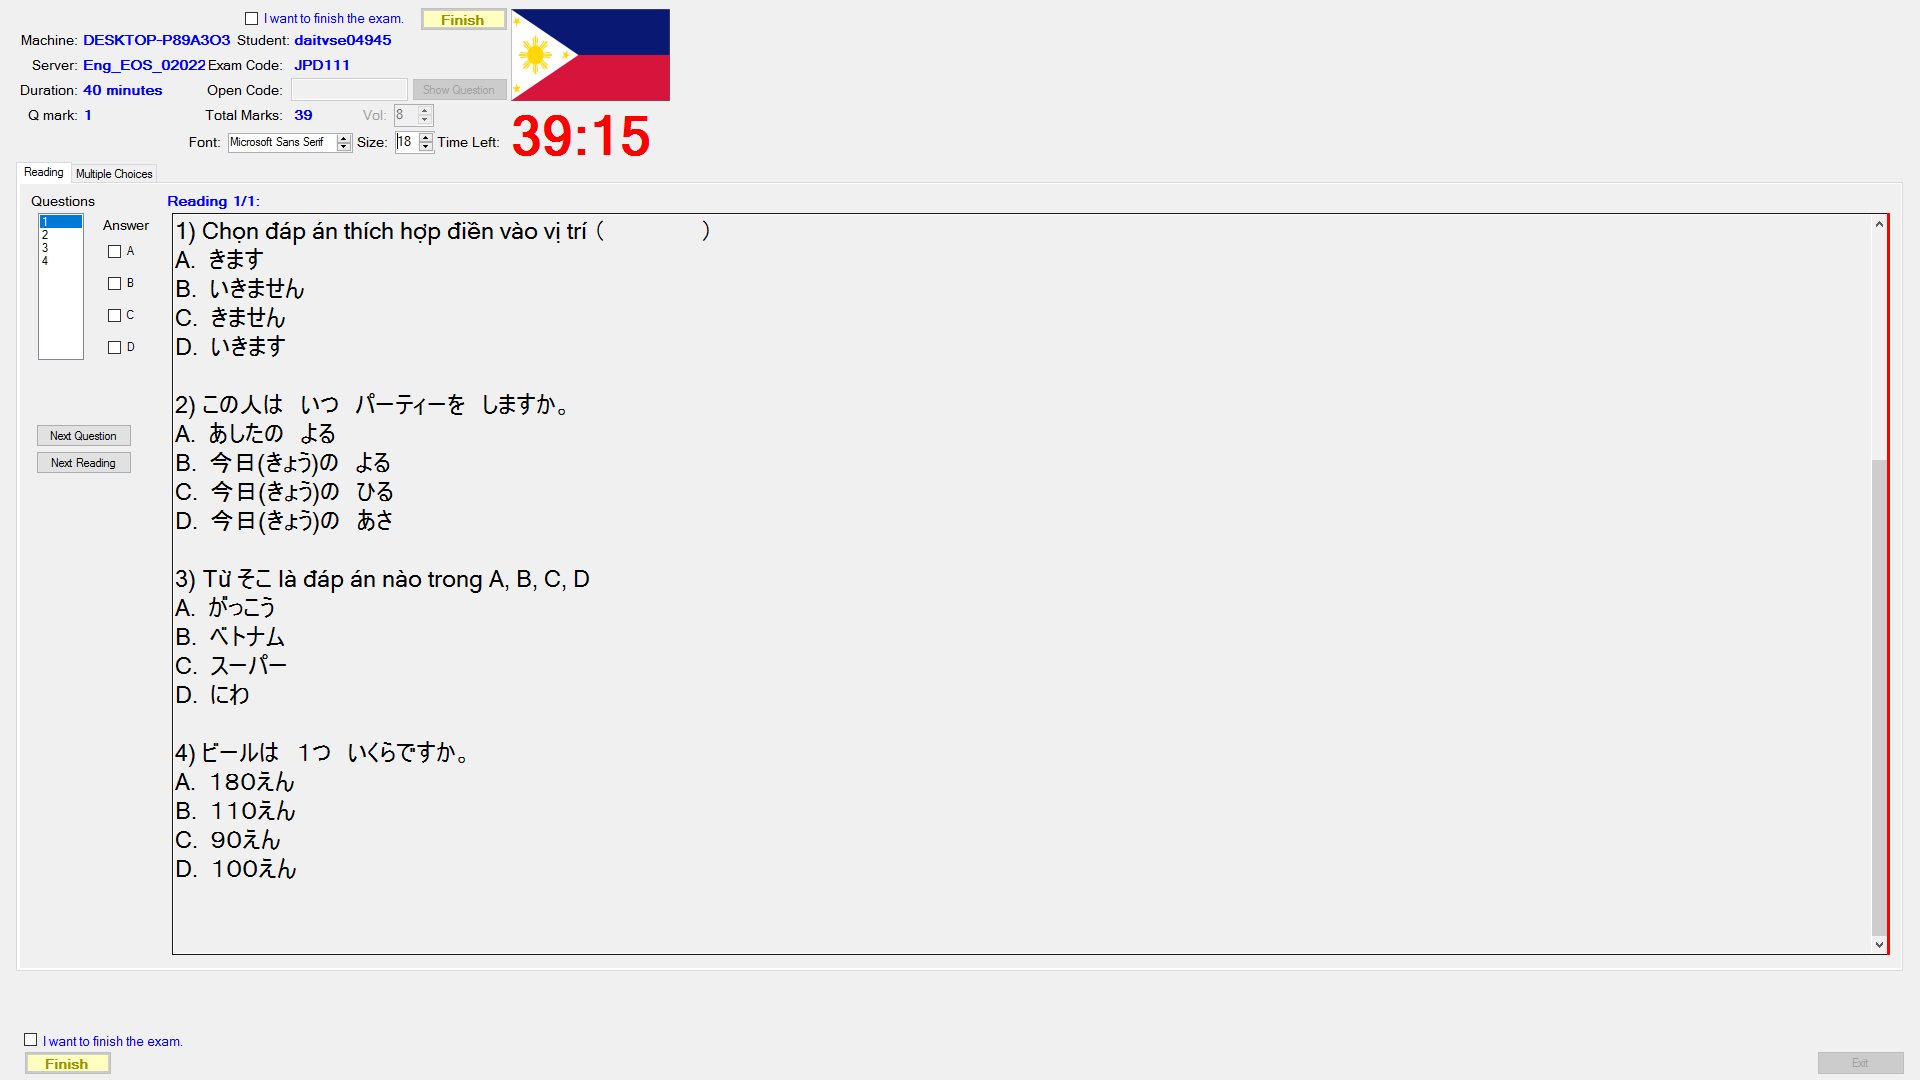 I want to finish the exam.
Finish
Machine: DESKTOP-P89A3O3 Student: daitvse04945
Server: Eng_EOS_02022 Exam Code: JPD111
Duration: 40 minutes Open Code: Show Question
Q mark: 1 Total Marks: 39 Vol: 8
Font: Microsoft Sans Serif Size: 18 Time Left: 39:15
Reading Multiple Choices
Questions
Reading 1/1:
1
2
3
4
Answer
A
B
C
D
Next Question
Next Reading
1) Chọn đáp án thích hợp điền vào vị trí（　　　　）
A. きます
B. いきません
C. きません
D. いきます
2) この人は　いつ　パーティーを　しますか。
A. あしたの　よる
B. 今日(きょう)の　よる
C. 今日(きょう)の　ひる
D. 今日(きょう)の　あさ
3) Từ そこ là đáp án nào trong A, B, C, D
A. がっこう
B. ベトナム
C. スーパー
D. にわ
4) ビールは　１つ　いくらですか。
A. １８０えん
B. １１０えん
C. ９０えん
D. １００えん
I want to finish the exam.
Finish
Exit